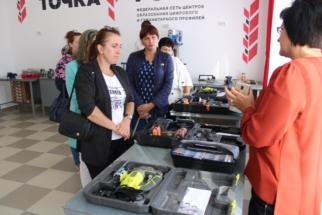 ТОЧКА
ФЕДЕРАЛЬНАЯ СЕТЬ ЦЕНТРОВ
ОБРАЗОВАНИЯ ЦИФРОВОГО
И ГУМАНИТАРНОГО ПРОФИЛЕЙ